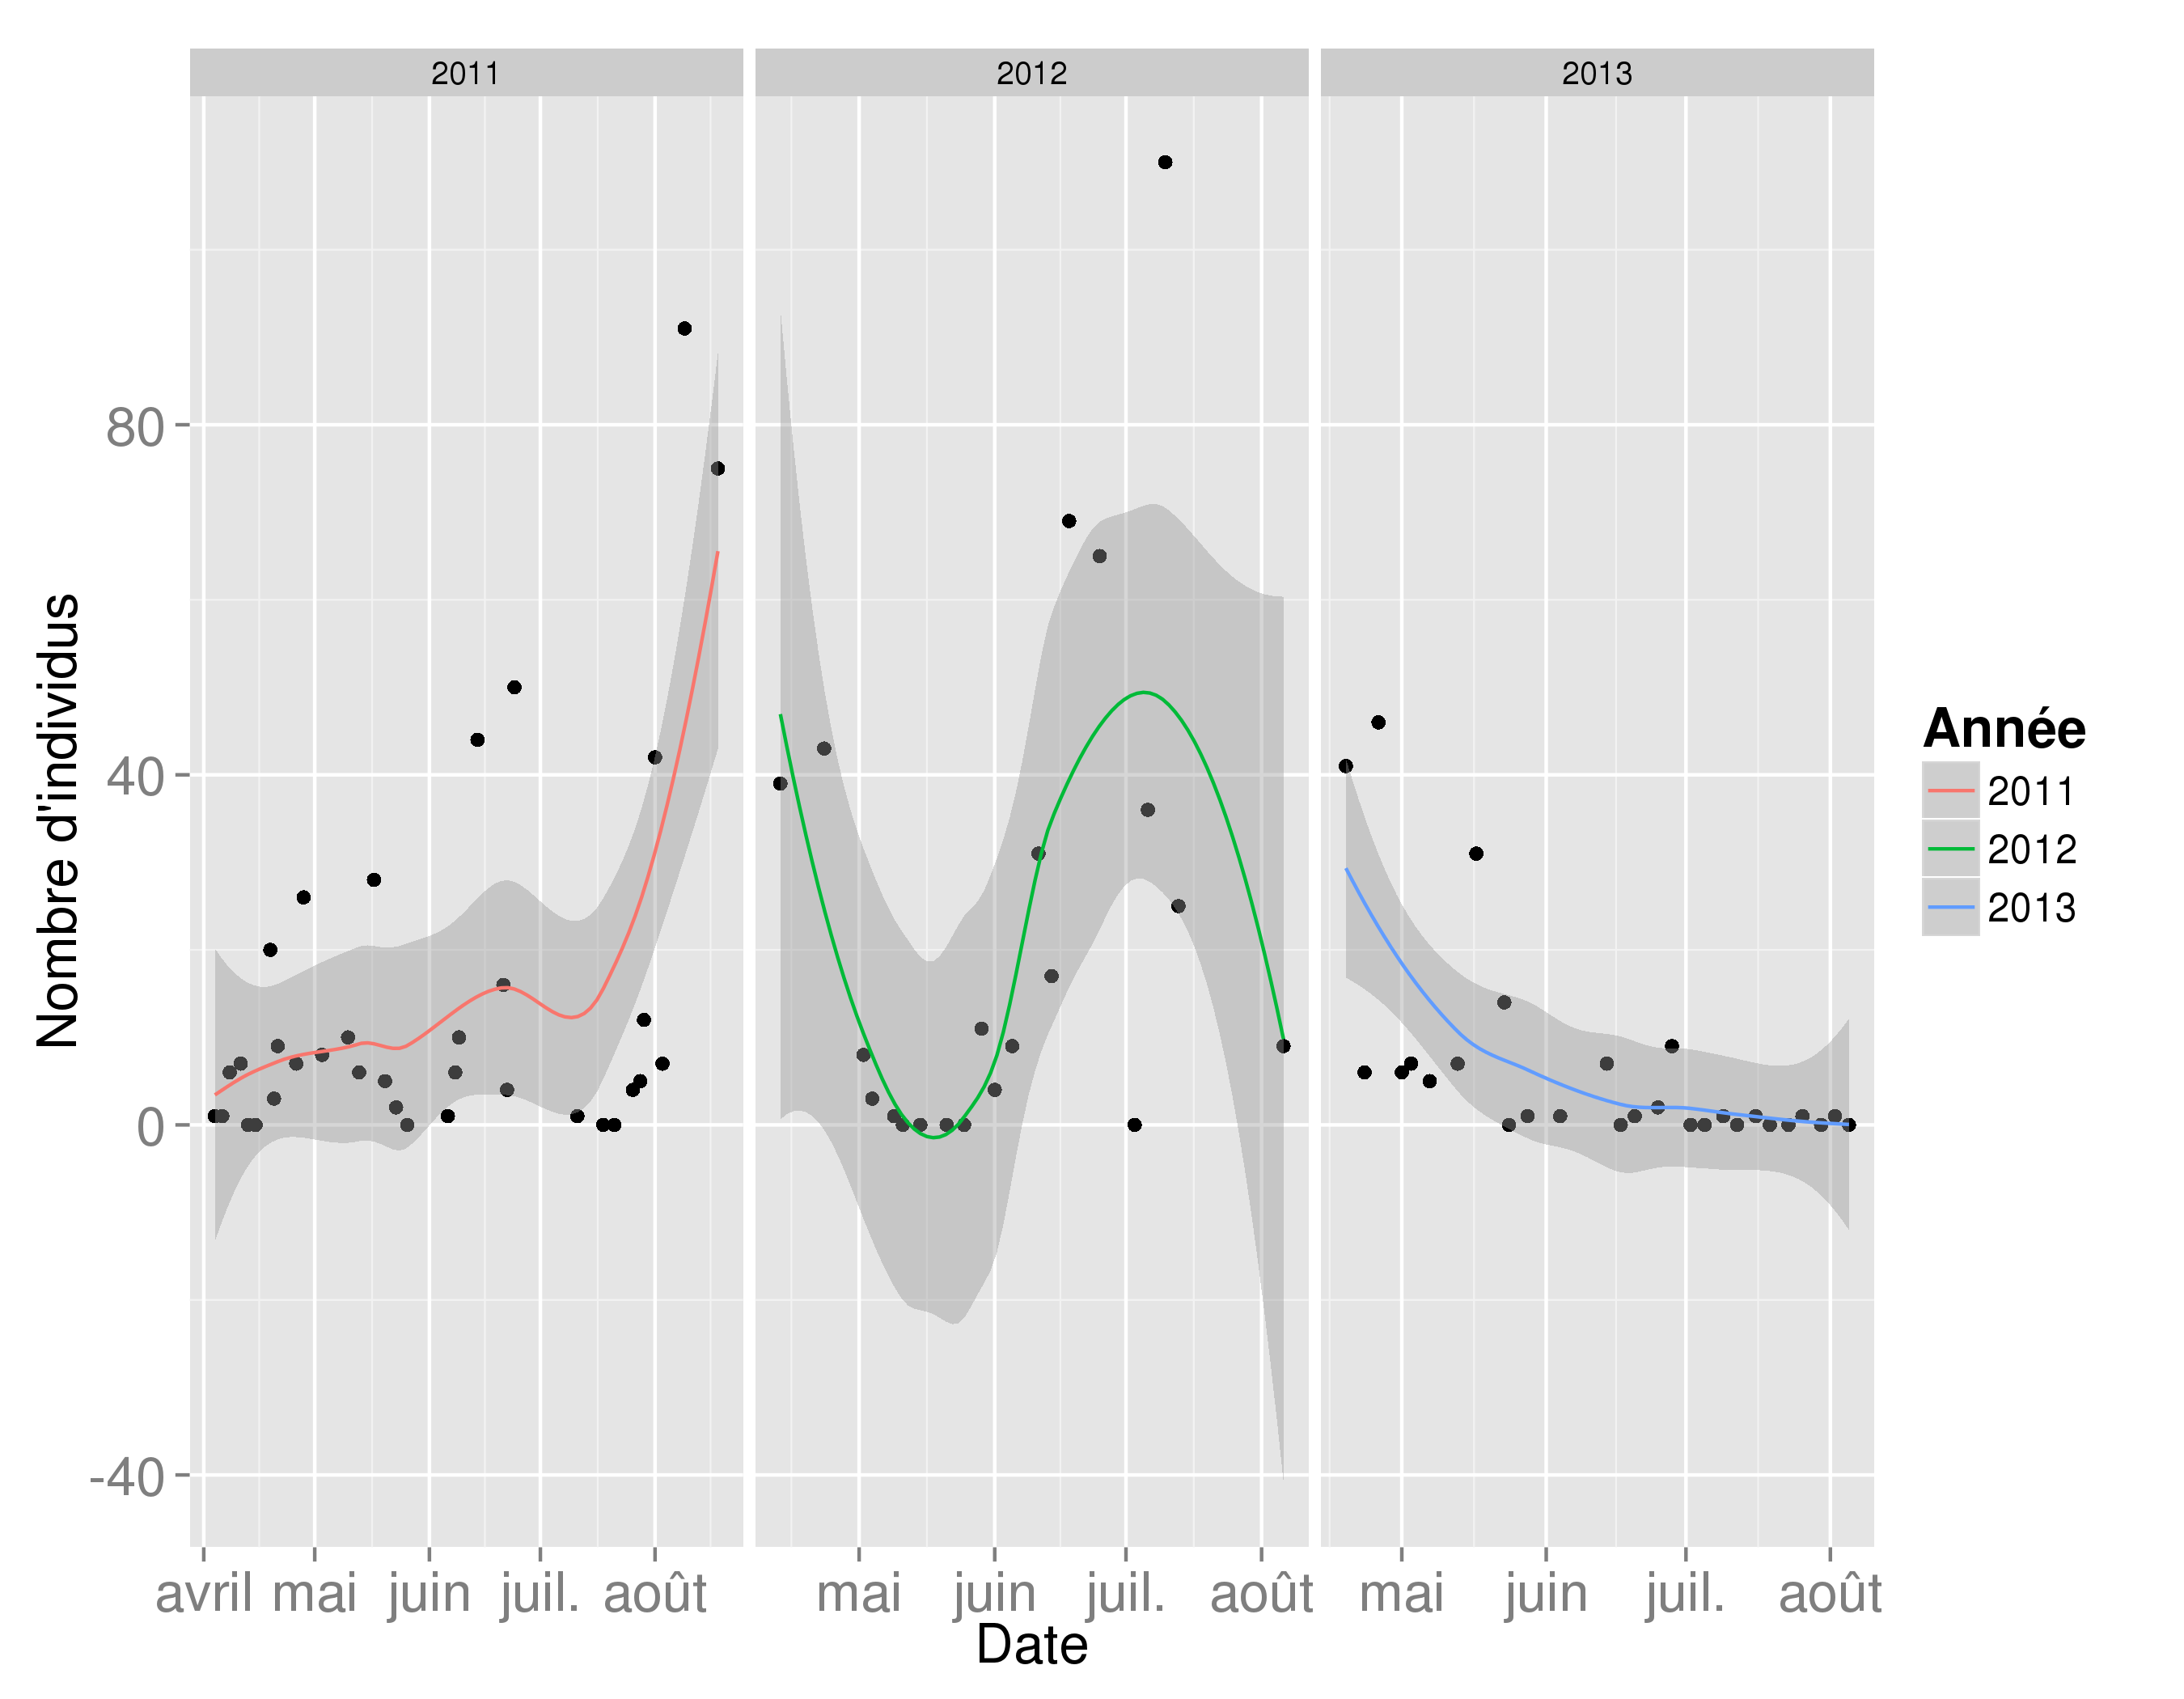 2011 2012 2013
80
40
0
-40
Nombre d'individus
avril mai juin juil. août mai juin juil. août mai juin juil. août
Date
Année
2011
2012
2013